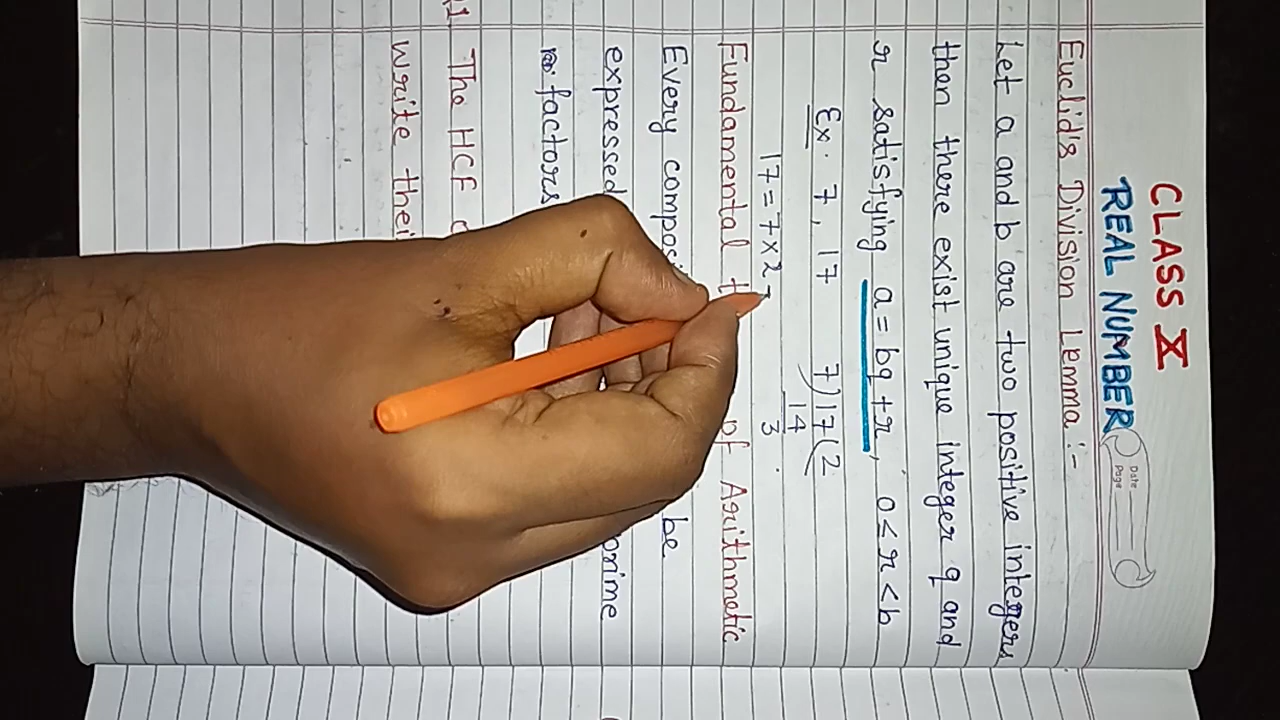 CLASS X
REAL NUMBER
Date
Page
Euclid's Division Lemma :-
Let a and b are two positive integers
then there exist unique integer q and
r satisfying a = bq + r, 0 ≤ r < b
Ex. 7, 17 7)17(2
14
3
17 = 7 x 2
Fundamental of Arithmetic
Every be
expressed prime
factors
The HCF
Write